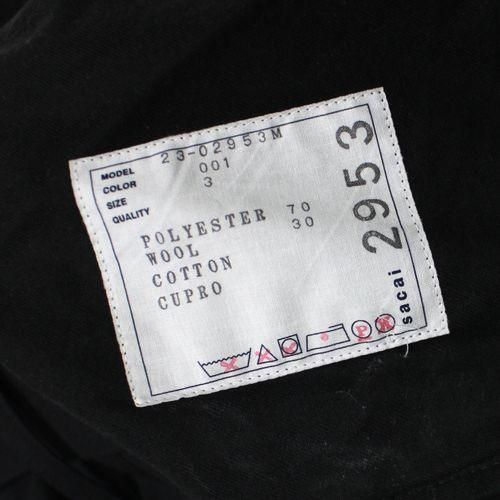 MODEL 23-02953M
COLOR 001
SIZE 3
QUALITY
POLYESTER 70
WOOL 30
COTTON
CUPRO
2953
sacai